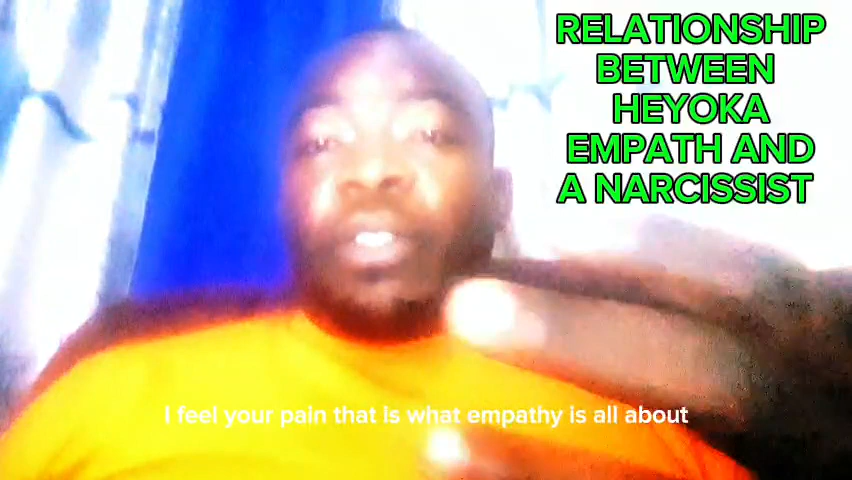 RELATIONSHIP
BETWEEN
HEYOKA
EMPATH AND
A NARCISSIST
I feel your pain that is what empathy is all about